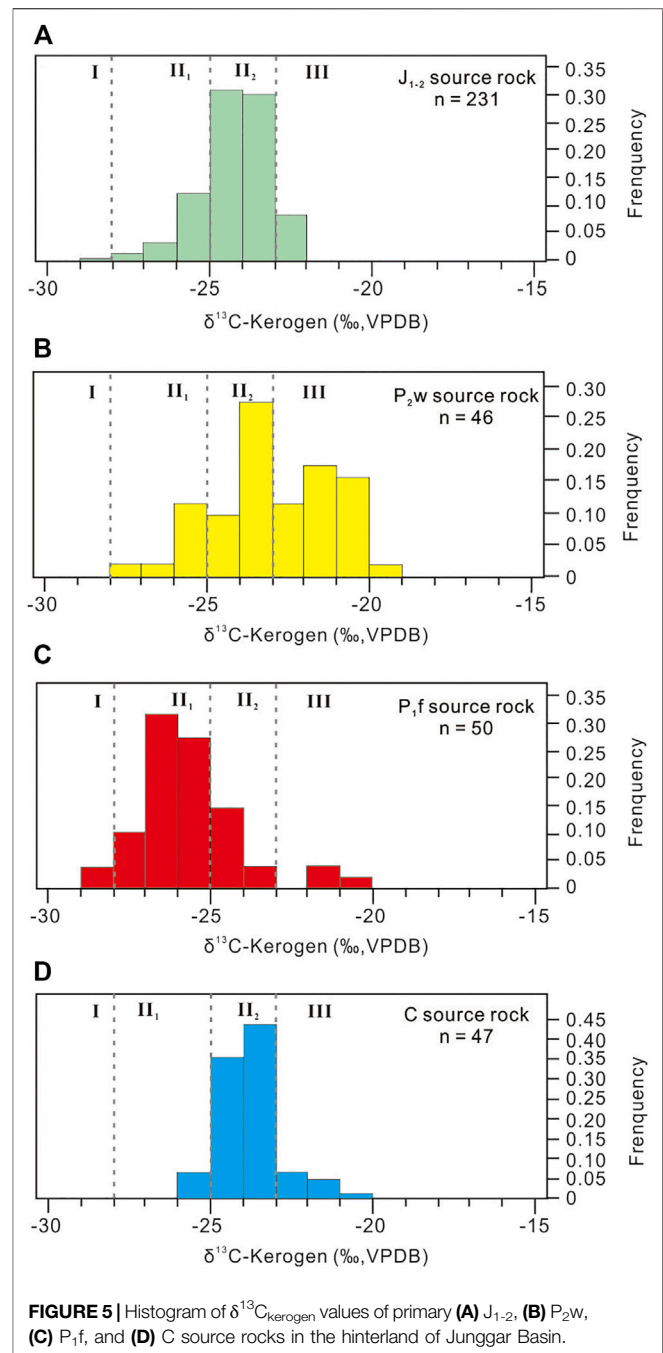 A
I II₁ II₂ III
J₁₋₂ source rock
n = 231
0.35
0.30
0.25
0.20
0.15
0.10
0.05
0
Frenquency
-30 -25 -20 -15
δ¹³C-Kerogen (‰,VPDB)
B
I II₁ II₂ III
P₂w source rock
n = 46
0.30
0.25
0.20
0.15
0.10
0.05
0
Frenquency
-30 -25 -20 -15
δ¹³C-Kerogen (‰,VPDB)
C
I II₁ II₂ III
P₁f source rock
n = 50
0.35
0.30
0.25
0.20
0.15
0.10
0.05
0
Frenquency
-30 -25 -20 -15
δ¹³C-Kerogen (‰,VPDB)
D
I II₁ II₂ III
C source rock
n = 47
0.45
0.40
0.35
0.30
0.25
0.20
0.15
0.10
0.05
0
Frenquency
-30 -25 -20 -15
δ¹³C-Kerogen (‰,VPDB)
FIGURE 5 | Histogram of δ¹³Ckerogen values of primary (A) J₁₋₂, (B) P₂w,
(C) P₁f, and (D) C source rocks in the hinterland of Junggar Basin.